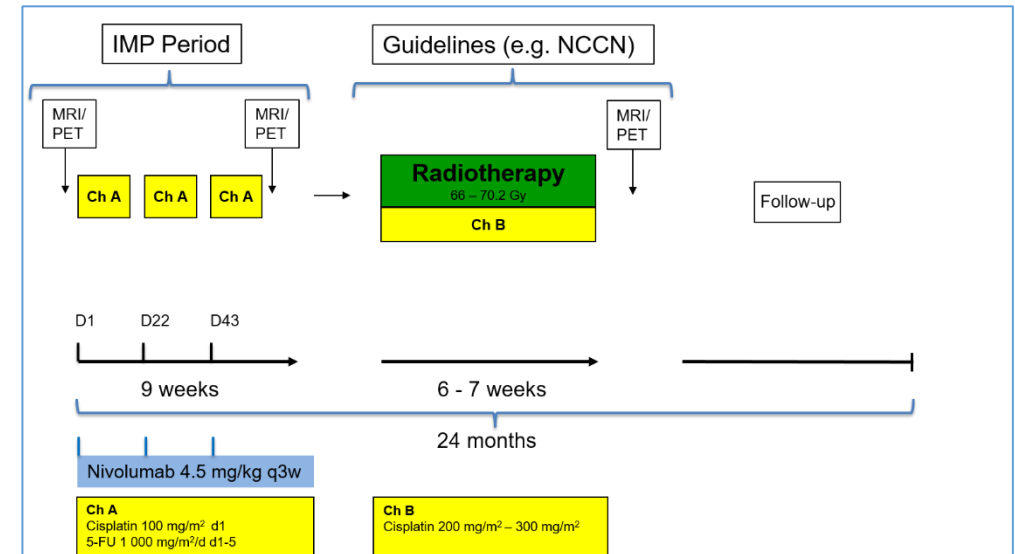 IMP Period
Guidelines (e.g. NCCN)
MRI/
PET
MRI/
PET
MRI/
PET
Ch A
Ch A
Ch A
Radiotherapy
66 – 70.2 Gy
Ch B
Follow-up
D1
D22
D43
9 weeks
6 - 7 weeks
24 months
Nivolumab 4.5 mg/kg q3w
Ch A
Cisplatin 100 mg/m² d1
5-FU 1 000 mg/m²/d d1-5
Ch B
Cisplatin 200 mg/m² – 300 mg/m²